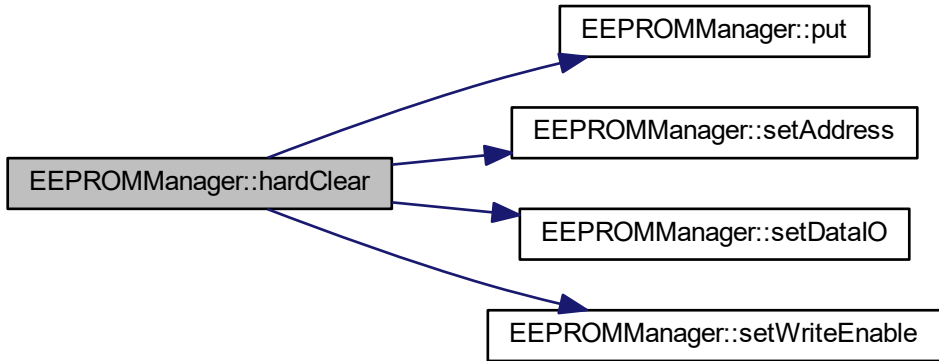 EEPROMManager::put
EEPROMManager::setAddress
EEPROMManager::hardClear
EEPROMManager::setDataIO
EEPROMManager::setWriteEnable